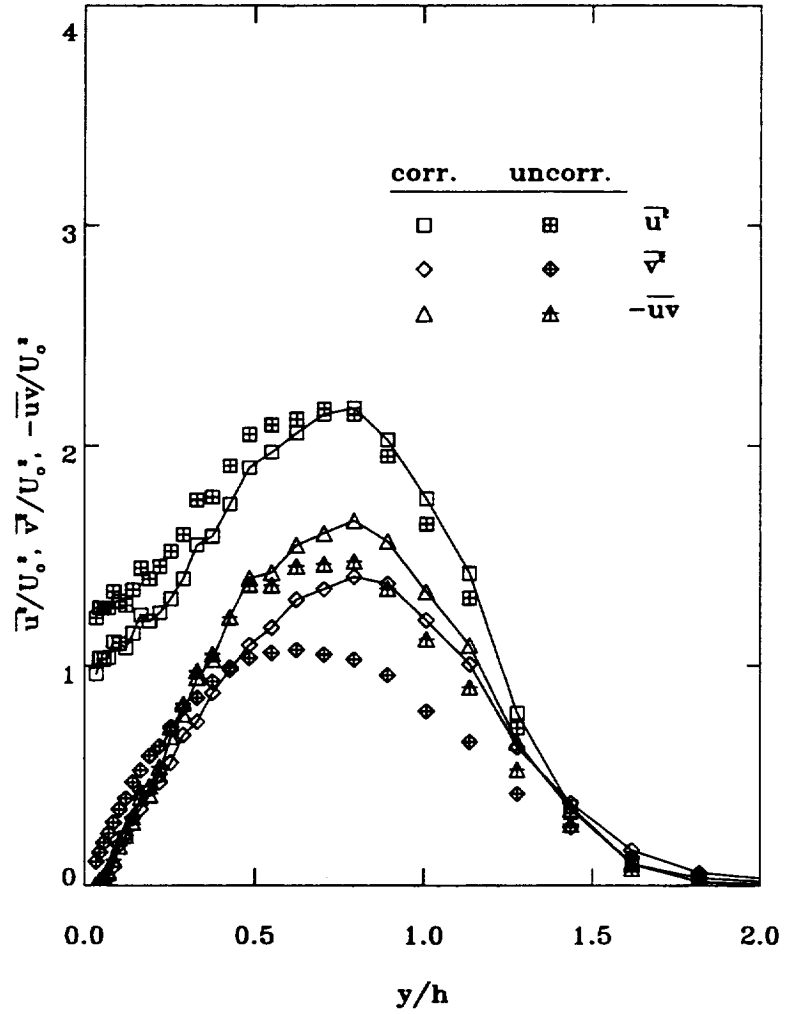 4
3
2
1
0
corr. uncorr.
u²
v²
−uv
u²/U₀², v²/U₀², −uv/U₀²
0.0 0.5 1.0 1.5 2.0
y/h